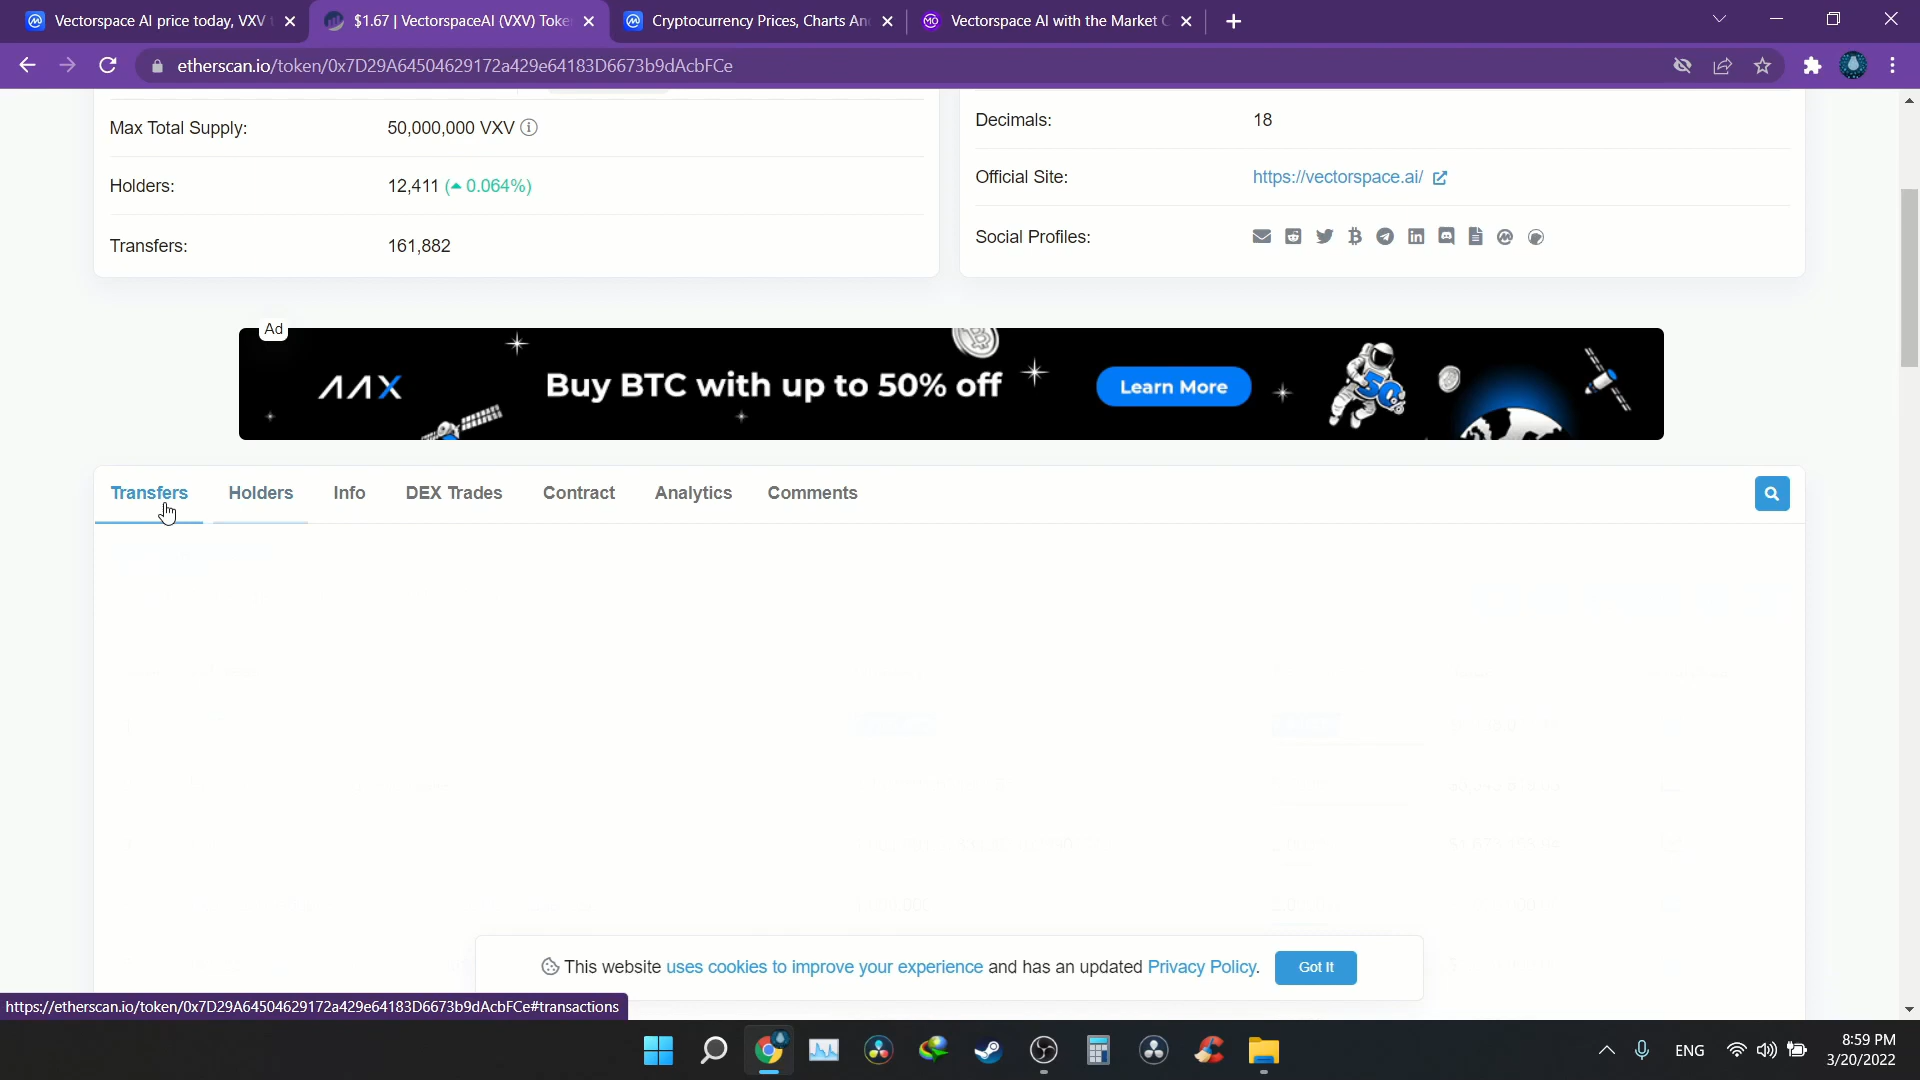 Vectorspace AI price today, VXV
$1.67 | VectorspaceAI (VXV) Toke
Cryptocurrency Prices, Charts An
Vectorspace AI with the Market C
etherscan.io/token/0x7D29A64504629172a429e64183D6673b9dAcbFCe
Max Total Supply: 50,000,000 VXV
Holders: 12,411 (0.064%)
Transfers: 161,882
Decimals: 18
Official Site: https://vectorspace.ai/
Social Profiles:
Ad
AAX Buy BTC with up to 50% off Learn More 50%
Transfers Holders Info DEX Trades Contract Analytics Comments
This website uses cookies to improve your experience and has an updated Privacy Policy. Got It
https://etherscan.io/token/0x7D29A64504629172a429e64183D6673b9dAcbFCe#transactions
ENG
8:59 PM
3/20/2022